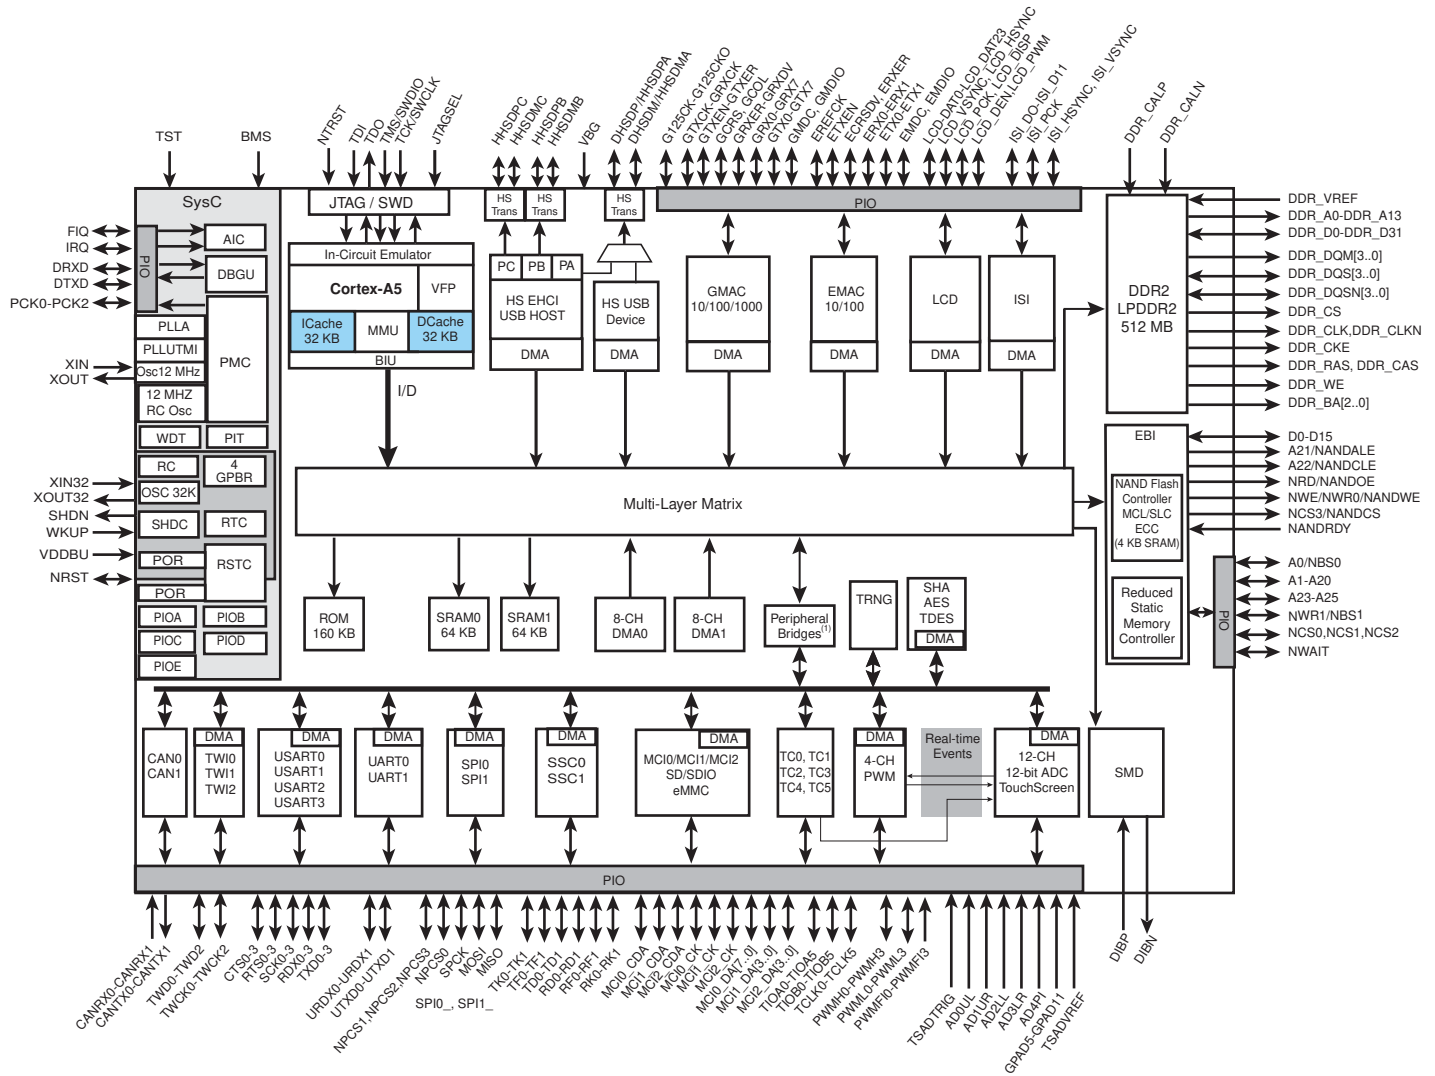 NTRST
TDI
TDO
TMS/SWDIO
TCK/SWCLK
JTAGSEL
HHSDPC
HHSDMC
HHSDPB
HHSDMB
VBG
DHSDP/HHSDPA
DHSDM/HHSDMA
G125CK-G125CKO
GTXCK-GRXCK
GTXEN-GTXER
GCRS, GCOL
GRXER-GRXDV
GRX0-GRX7
GTX0-GTX7
GMDC, GMDIO
EREFCK
ETXEN
ECRSDV, ERXER
ERX0-ERX1
ETX0-ETX1
EMDC, EMDIO
LCD-DAT0-LCD_DAT23
LCD_VSYNC, LCD_HSYNC
LCD_PCK, LCD_DISP
LCD_DEN,LCD_PWM
ISI_DO-ISI_D11
ISI_PCK
ISI_HSYNC, ISI_VSYNC
DDR_CALP
DDR_CALN
TST
BMS
SysC
FIQ
IRQ
DRXD
DTXD
PCK0-PCK2
XIN
XOUT
XIN32
XOUT32
SHDN
WKUP
VDDBU
NRST
PIO
AIC
DBGU
PLLA
PLLUTMI
Osc12 MHz
12 MHZ
RC Osc
PMC
WDT
PIT
RC
4
GPBR
OSC 32K
SHDC
RTC
POR
RSTC
POR
PIOA
PIOB
PIOC
PIOD
PIOE
JTAG / SWD
In-Circuit Emulator
Cortex-A5
VFP
ICache
32 KB
MMU
DCache
32 KB
BIU
I/D
HS
Trans
HS
Trans
HS
Trans
PC
PB
PA
HS EHCI
USB HOST
DMA
HS USB
Device
DMA
PIO
GMAC
10/100/1000
DMA
EMAC
10/100
DMA
LCD
DMA
ISI
DMA
DDR2
LPDDR2
512 MB
DDR_VREF
DDR_A0-DDR_A13
DDR_D0-DDR_D31
DDR_DQM[3..0]
DDR_DQS[3..0]
DDR_DQSN[3..0]
DDR_CS
DDR_CLK,DDR_CLKN
DDR_CKE
DDR_RAS, DDR_CAS
DDR_WE
DDR_BA[2..0]
EBI
NAND Flash
Controller
MCL/SLC
ECC
(4 KB SRAM)
Reduced
Static
Memory
Controller
D0-D15
A21/NANDALE
A22/NANDCLE
NRD/NANDOE
NWE/NWR0/NANDWE
NCS3/NANDCS
NANDRDY
PIO
A0/NBS0
A1-A20
A23-A25
NWR1/NBS1
NCS0,NCS1,NCS2
NWAIT
Multi-Layer Matrix
ROM
160 KB
SRAM0
64 KB
SRAM1
64 KB
8-CH
DMA0
8-CH
DMA1
Peripheral
Bridges(1)
TRNG
SHA
AES
TDES
DMA
CAN0
CAN1
DMA
TWI0
TWI1
TWI2
DMA
USART0
USART1
USART2
USART3
DMA
UART0
UART1
DMA
SPI0
SPI1
DMA
SSC0
SSC1
DMA
MCI0/MCI1/MCI2
SD/SDIO
eMMC
TC0, TC1
TC2, TC3
TC4, TC5
DMA
4-CH
PWM
Real-time
Events
DMA
12-CH
12-bit ADC
TouchScreen
SMD
PIO
CANRX0-CANRX1
CANTX0-CANTX1
TWD0-TWD2
TWCK0-TWCK2
CTS0-3
RTS0-3
SCK0-3
RDX0-3
TXD0-3
URDX0-URDX1
UTXD0-UTXD1
NPCS1,NPCS2,NPCS3
NPCS0
SPCK
MOSI
MISO
SPI0_, SPI1_
TK0-TK1
TF0-TF1
TD0-TD1
RD0-RD1
RF0-RF1
RK0-RK1
MCI0_CDA
MCI1_CDA
MCI2_CDA
MCI0_CK
MCI1_CK
MCI2_CK
MCI0_DA[7..0]
MCI1_DA[3..0]
MCI2_DA[3..0]
TIOA0-TIOA5
TIOB0-TIOB5
TCLK0-TCLK5
PWMH0-PWMH3
PWML0-PWML3
PWMFI0-PWMFI3
TSADTRIG
AD0UL
AD1UR
AD2LL
AD3LR
AD4PI
GPAD5-GPAD11
TSADVREF
DIBP
DIBN